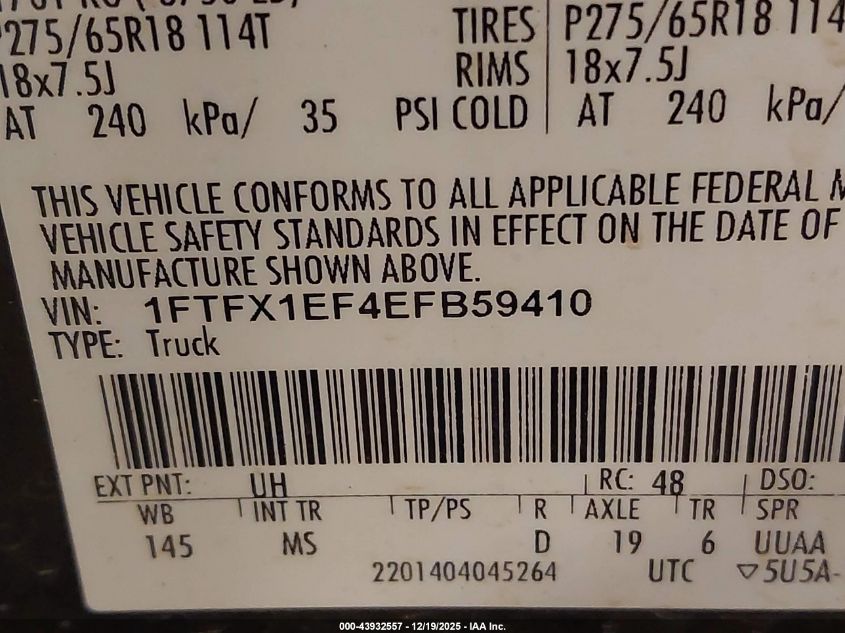 P275/65R18 114T TIRES P275/65R18 114
18x7.5J RIMS 18x7.5J
AT 240 kPa/ 35 PSI COLD AT 240 kPa/
THIS VEHICLE CONFORMS TO ALL APPLICABLE FEDERAL
VEHICLE SAFETY STANDARDS IN EFFECT ON THE DATE OF
MANUFACTURE SHOWN ABOVE.
VIN: 1FTFX1EF4EFB59410
TYPE: Truck
EXT PNT: UH RC: 48 DSO:
WB INT TR TP/PS R AXLE TR SPR
145 MS D 19 6 UUAA
2201404045264 UTC ▽5U5A-
000-43932557 - 12/19/2025 - IAA Inc.